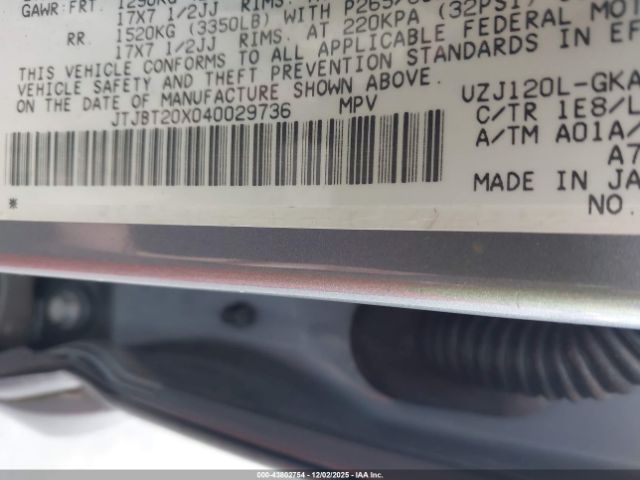 GAWR: FRT. 1290KG
17X7 1/2JJ RIMS.
RR 1520KG (3350LB) WITH
17X7 1/2JJ RIMS. AT 220KPA (32PSI)
THIS VEHICLE CONFORMS TO ALL APPLICABLE FEDERAL MOT
VEHICLE SAFETY AND THEFT PREVENTION STANDARDS IN EF
ON THE DATE OF MANUFACTURE SHOWN ABOVE.
JTJBT20X040029736 MPV
UZJ120L-GKA
C/TR 1E8/L
A/TM A01A/
A7
MADE IN JA
NO.
*
000-43802754 - 12/02/2025 - IAA Inc.